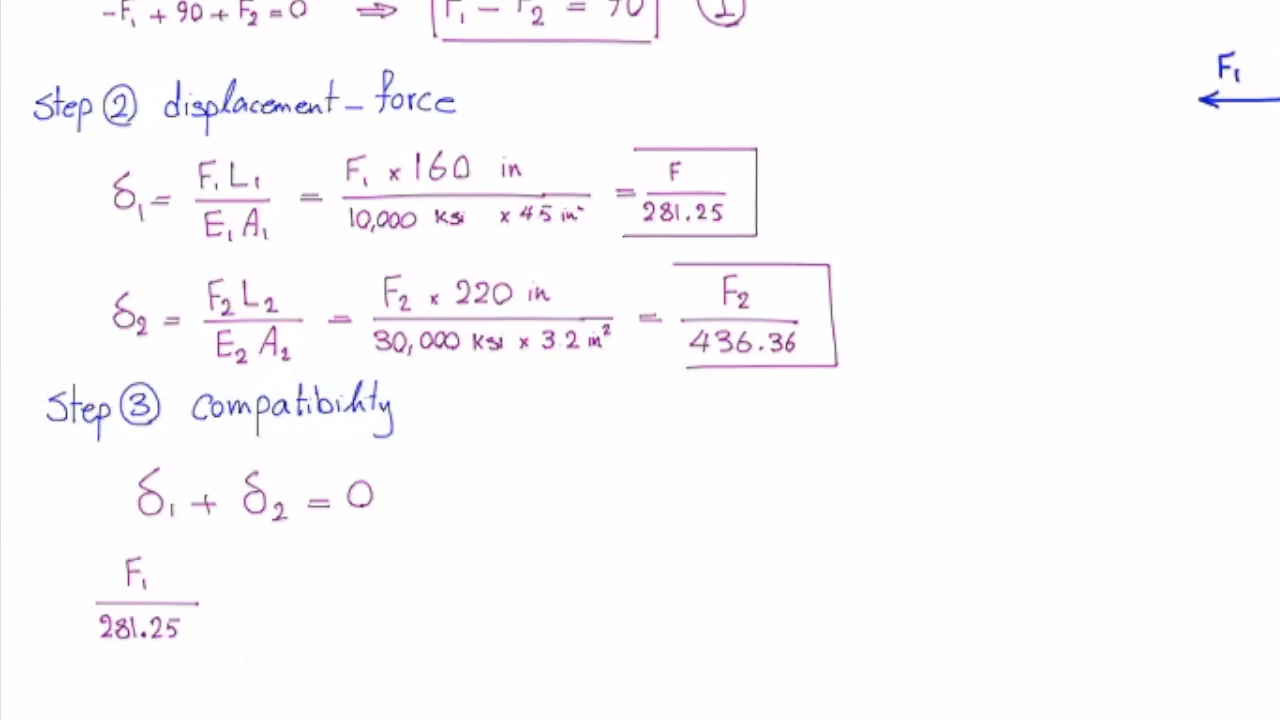 -F₁ + 90 + F₂ = 0 ⇒ F₁ - F₂ = 90 ①
F₁
Step ② displacement - force
δ₁ = F₁L₁ / E₁A₁ = F₁ × 160 in / 10,000 ksi × 4.5 in² = F / 281.25
δ₂ = F₂L₂ / E₂A₂ = F₂ × 220 in / 30,000 ksi × 3.2 in² = F₂ / 436.36
Step ③ compatibility
δ₁ + δ₂ = 0
F₁ / 281.25